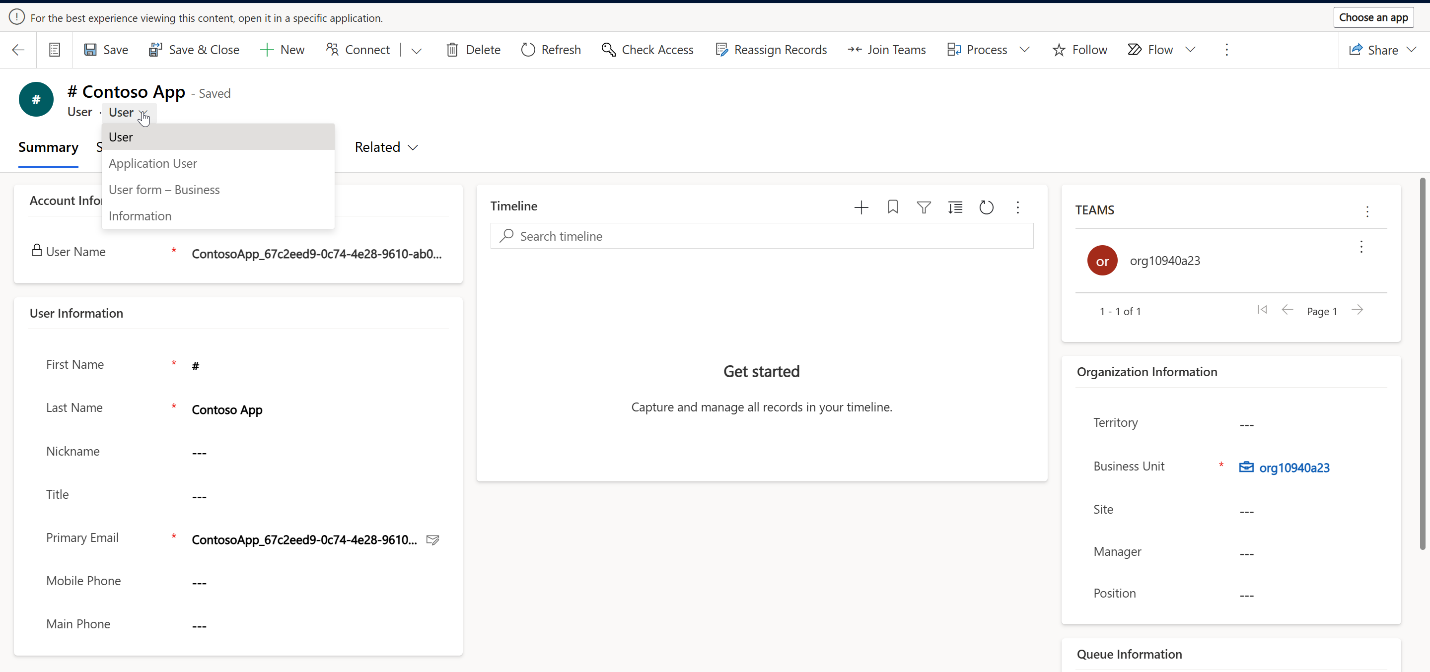 For the best experience viewing this content, open it in a specific application.
Choose an app
Save
Save & Close
New
Connect
Delete
Refresh
Check Access
Reassign Records
Join Teams
Process
Follow
Flow
Share
#
# Contoso App - Saved
User · User
User
Application User
User form – Business
Information
Summary
S
Related
Account Infor
User Name * ContosoApp_67c2eed9-0c74-4e28-9610-ab0...
User Information
First Name * #
Last Name * Contoso App
Nickname ---
Title ---
Primary Email * ContosoApp_67c2eed9-0c74-4e28-9610...
Mobile Phone ---
Main Phone ---
Timeline
Search timeline
Get started
Capture and manage all records in your timeline.
TEAMS
or
org10940a23
1 - 1 of 1
Page 1
Organization Information
Territory ---
Business Unit * org10940a23
Site ---
Manager ---
Position ---
Queue Information